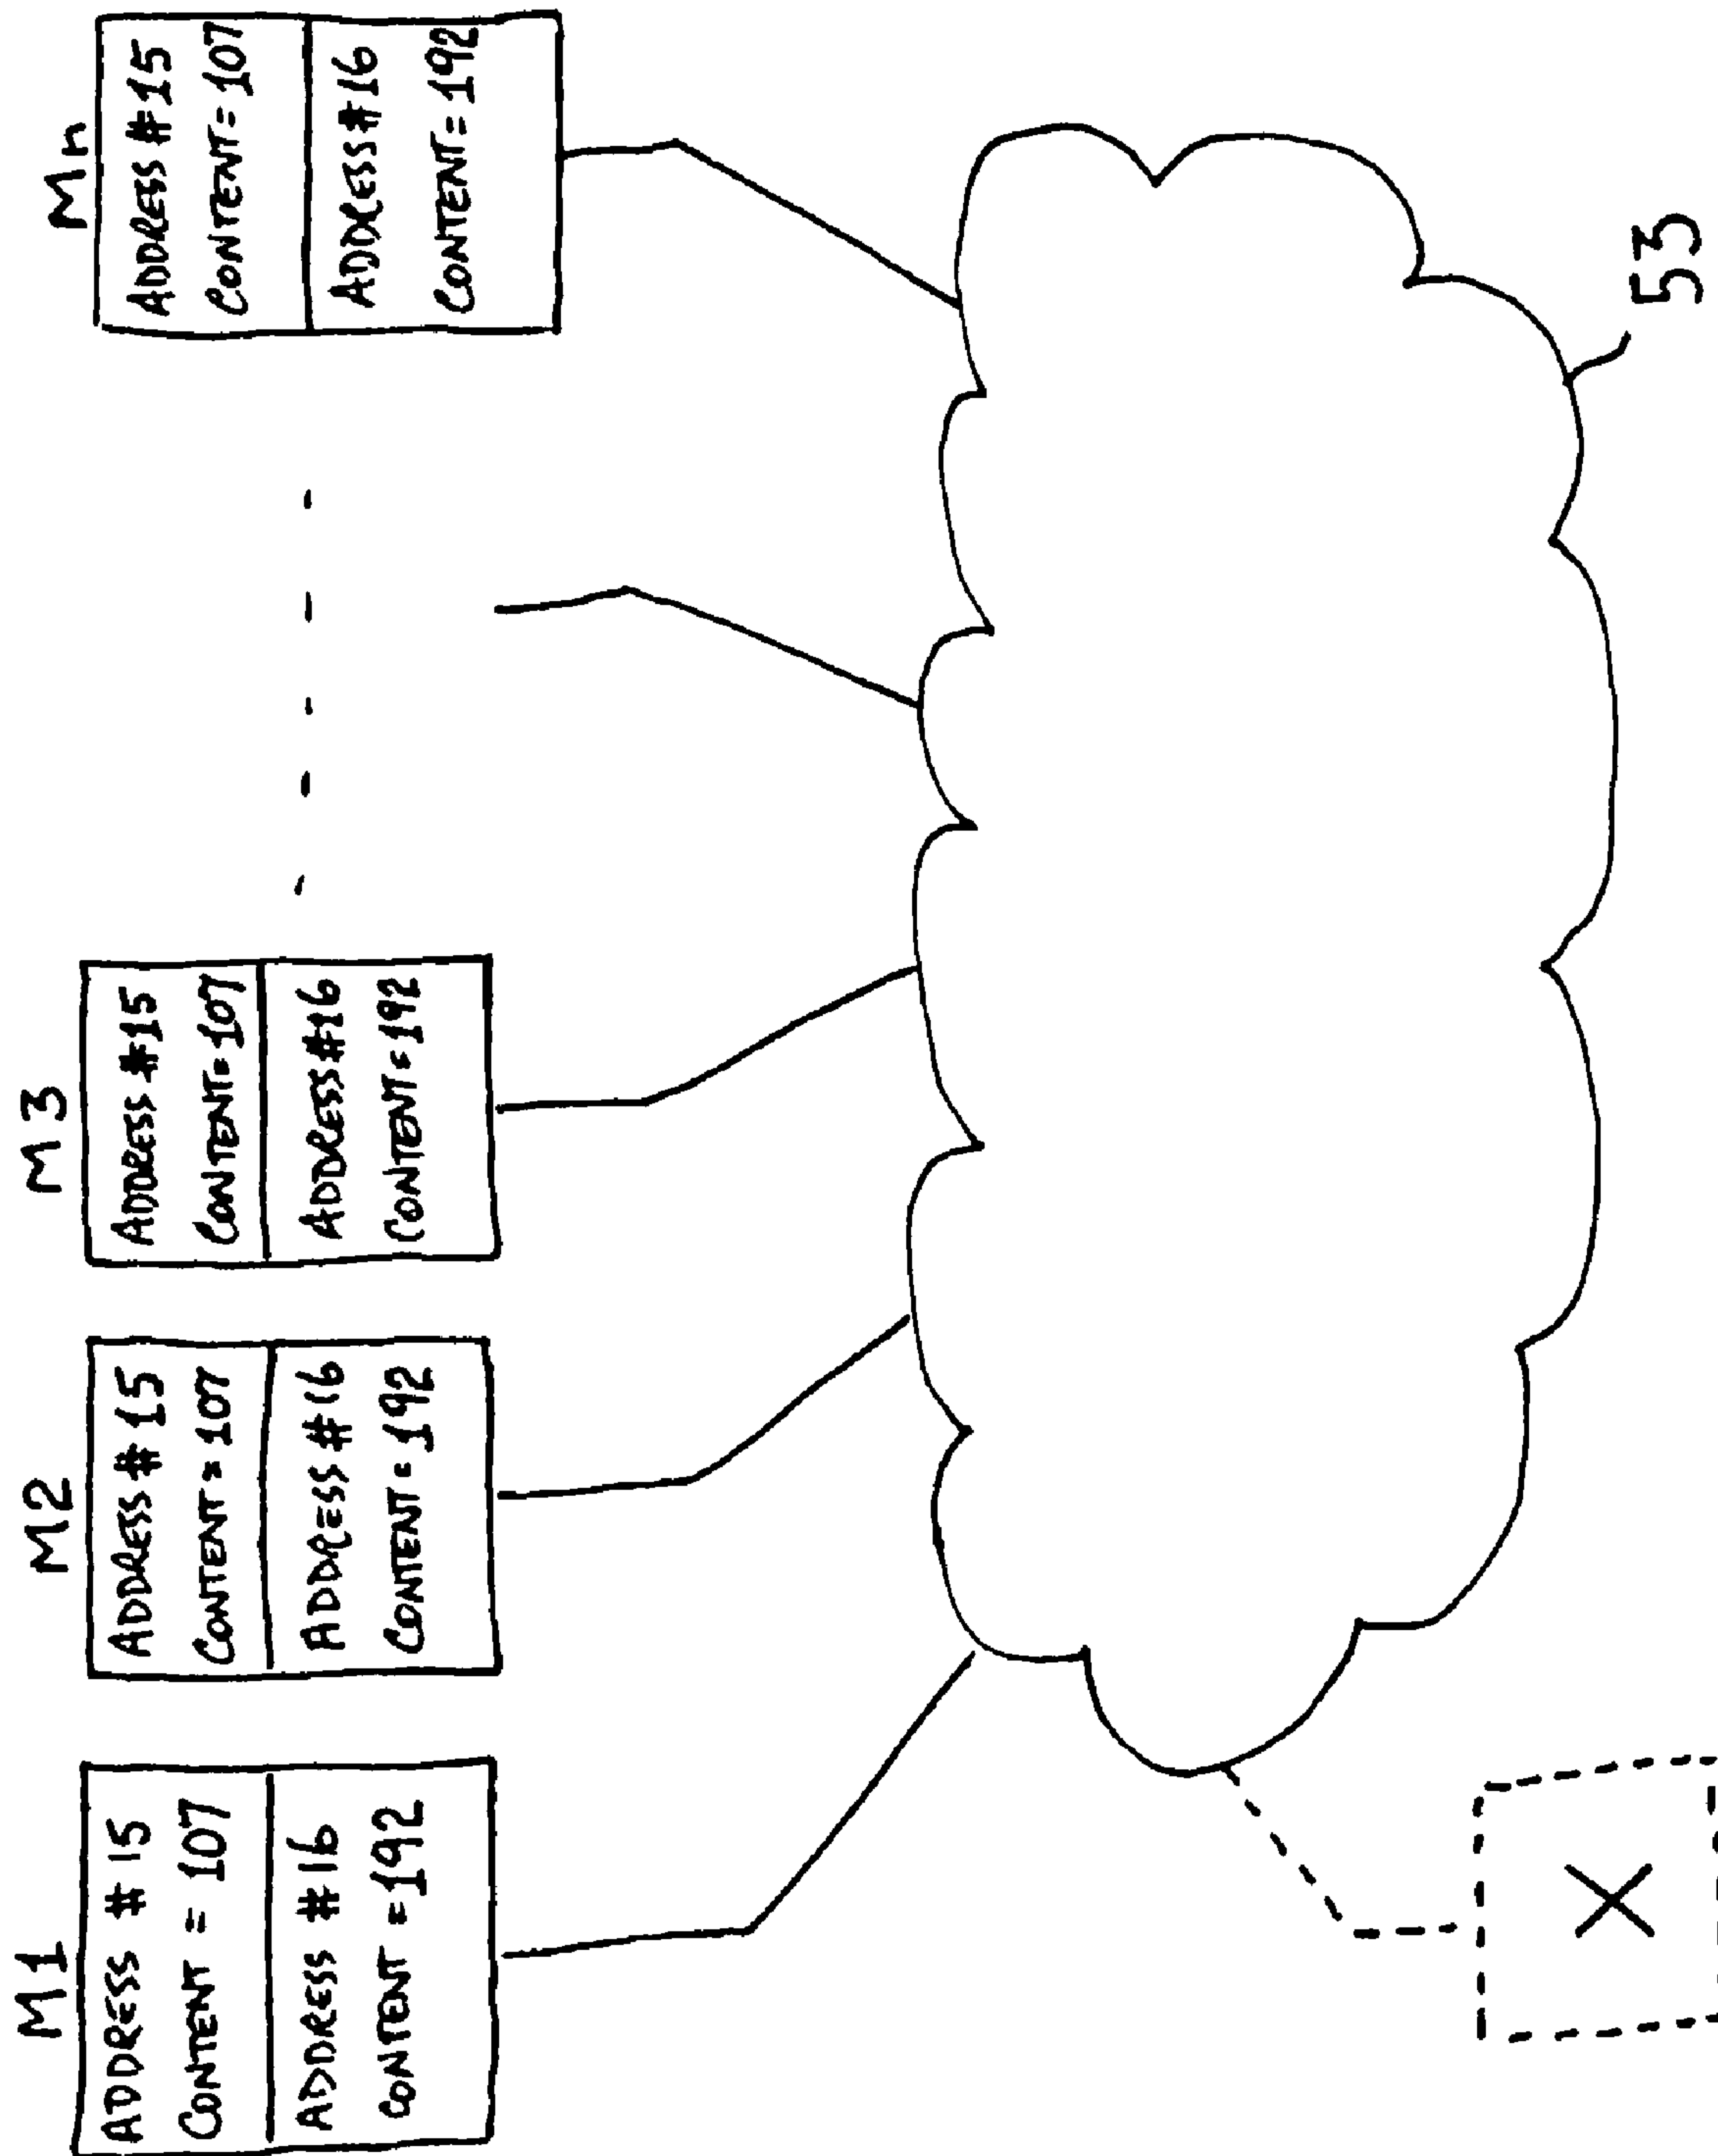 M1
ADDRESS #15
CONTENT = 107
ADDRESS #16
CONTENT = 192
M2
ADDRESS #15
CONTENT = 107
ADDRESS #16
CONTENT = 192
M3
ADDRESS #15
CONTENT = 107
ADDRESS #16
CONTENT = 192
Mn
ADDRESS #15
CONTENT = 107
ADDRESS #16
CONTENT = 192
53
X